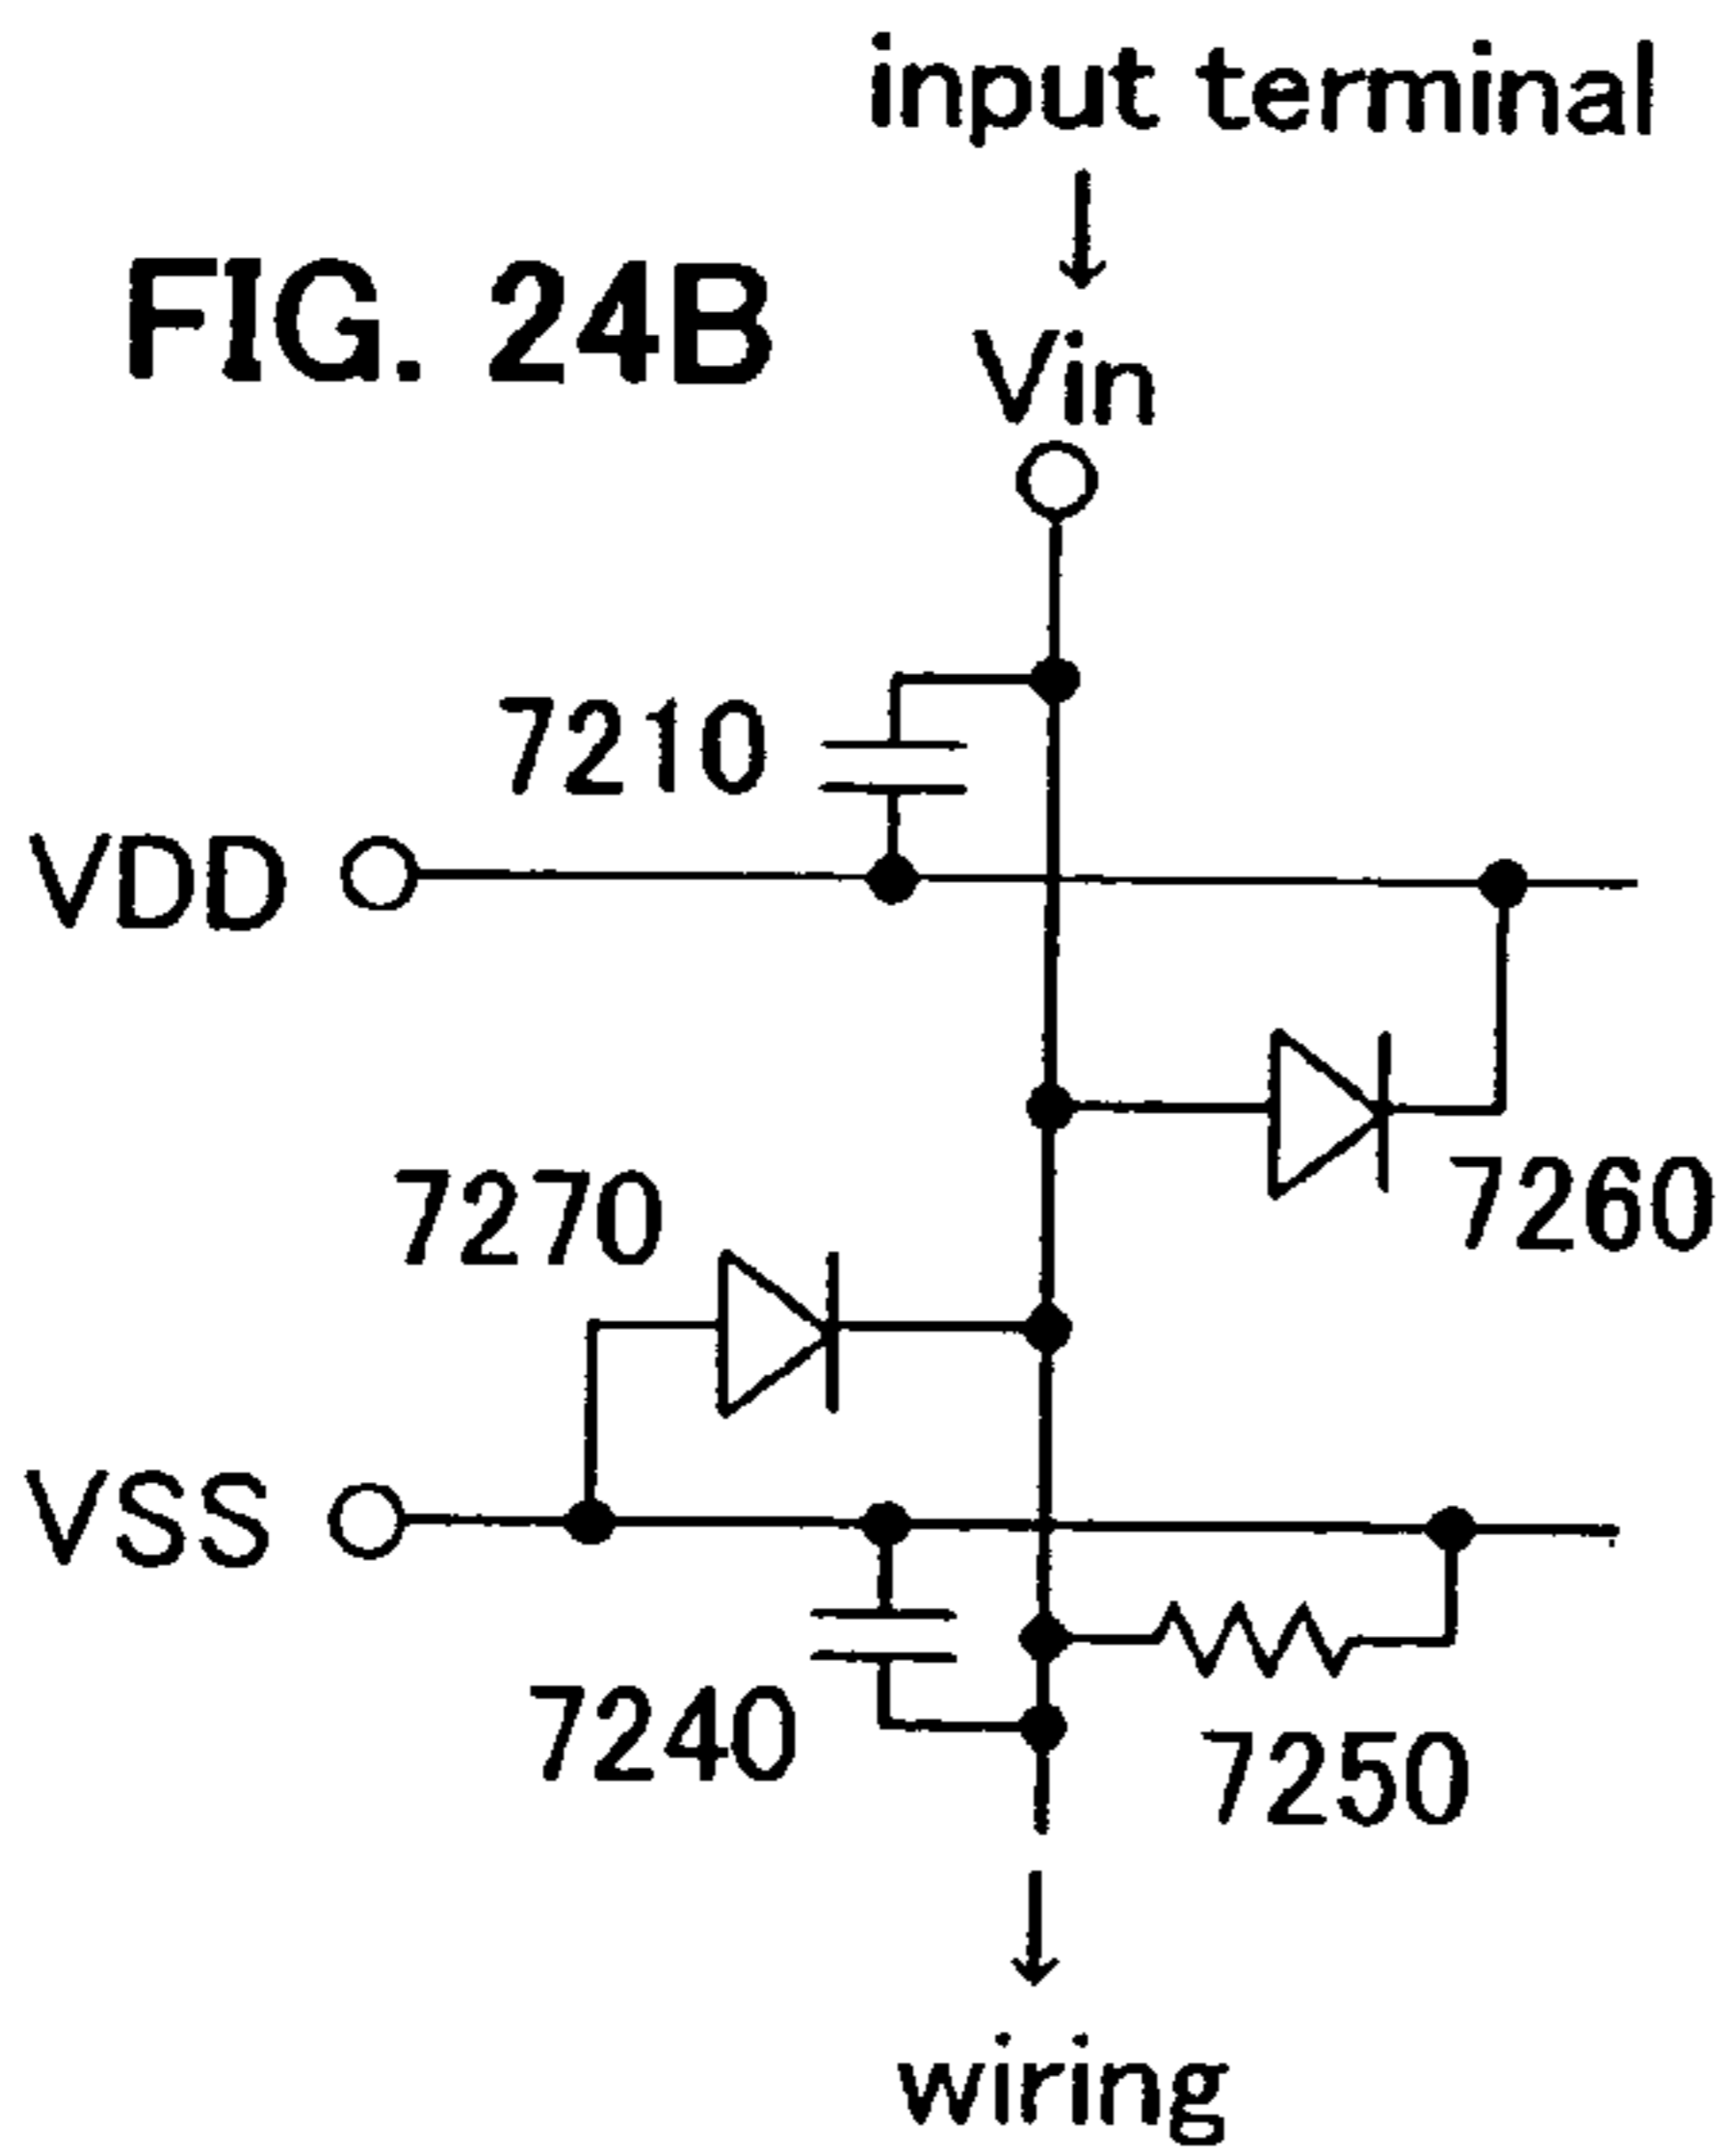 input terminal
FIG. 24B
Vin
7210
VDD
7270
7260
VSS
7240
7250
wiring